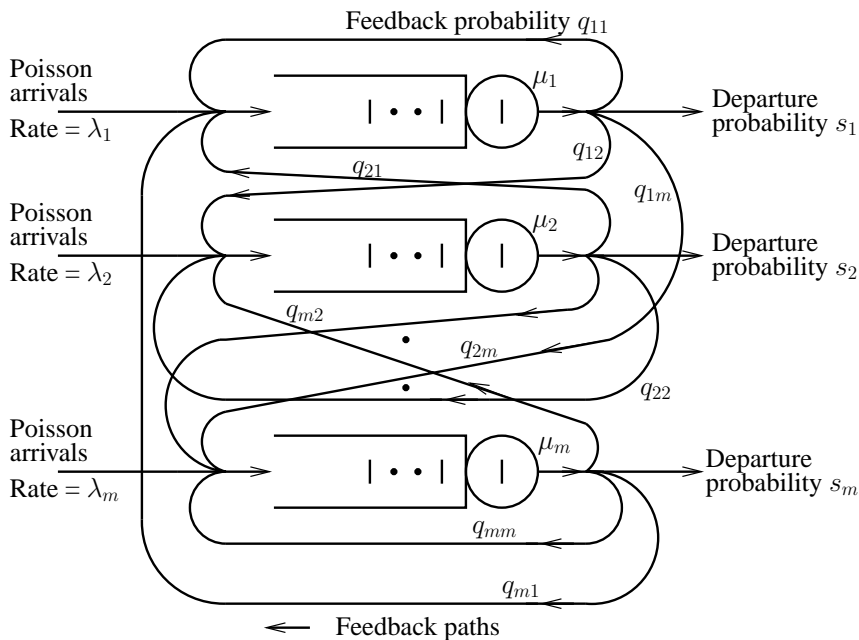 Feedback probability q₁₁
Poisson
arrivals
Rate = λ₁
μ₁
Departure
probability s₁
q₂₁
q₁₂
q₁ₘ
Poisson
arrivals
Rate = λ₂
μ₂
Departure
probability s₂
qₘ₂
q₂ₘ
q₂₂
Poisson
arrivals
Rate = λₘ
μₘ
Departure
probability sₘ
qₘₘ
qₘ₁
Feedback paths